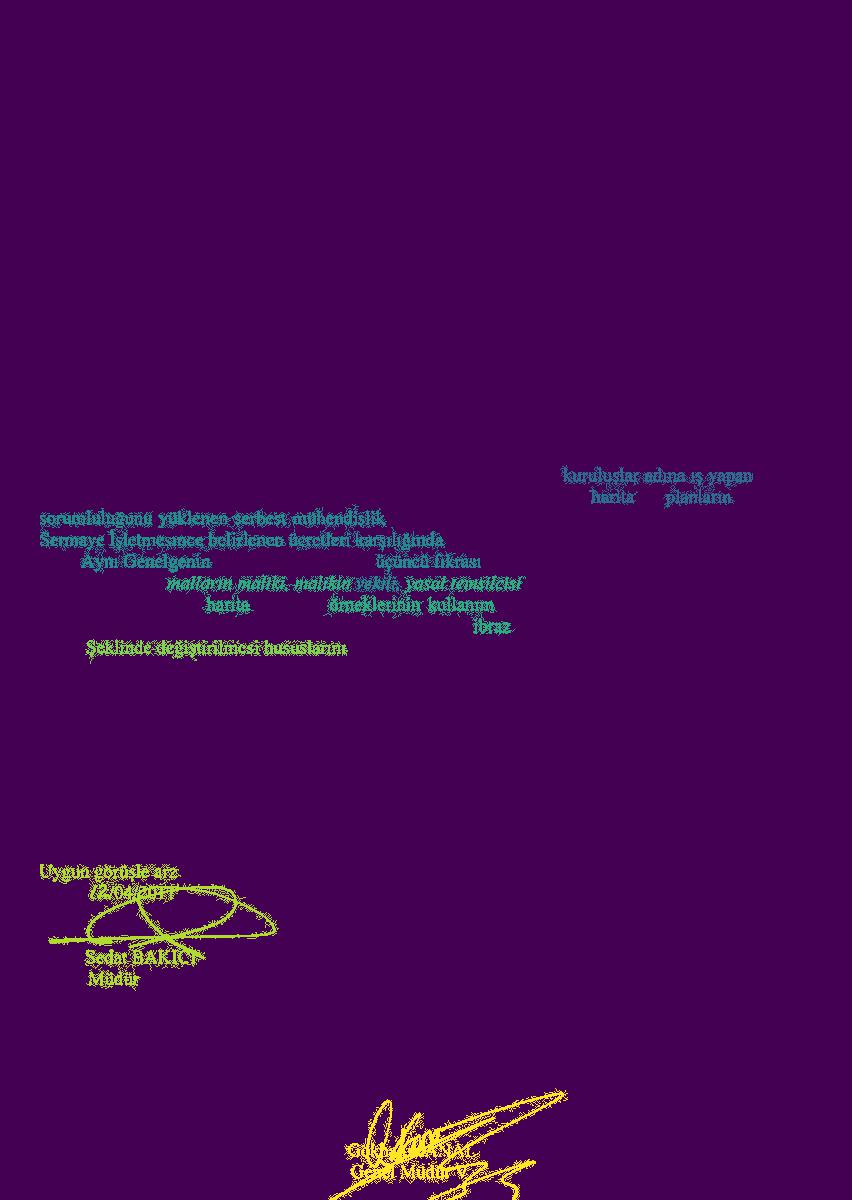 kuruluşlar adına iş yapan
harita planların
sorumluluğunu yüklenen serbest mühendislik
Sermaye İşletmesince belirlenen ücretleri karşılığında
Aynı Genelgenin üçüncü fıkrası
malların maliki, malikin vekili, yasal temsilcisi
harita örneklerinin kullanım
ibraz
Şeklinde değiştirilmesi hususlarını
Uygun görüşle arz
12/04/2011
Sedat BAKICI
Müdür
Genel Müdür V.